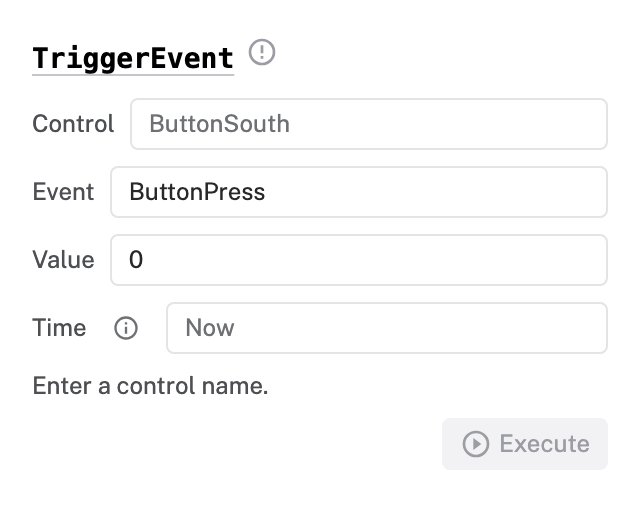 TriggerEvent
Control ButtonSouth
Event ButtonPress
Value 0
Time Now
Enter a control name.
Execute